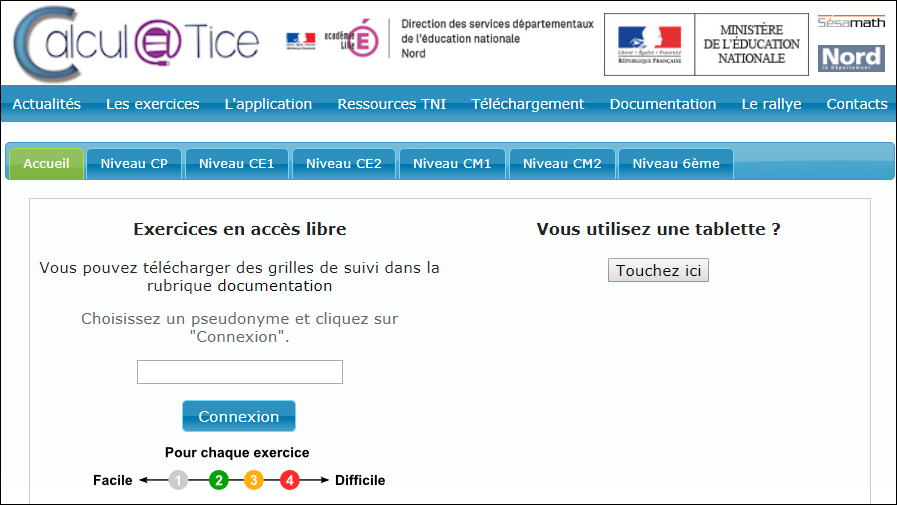 Calcul@Tice
académie
Lille
Direction des services départementaux
de l'éducation nationale
Nord
Liberté • Égalité • Fraternité
RÉPUBLIQUE FRANÇAISE
MINISTÈRE
DE L'ÉDUCATION
NATIONALE
Sésamath
Nord
le Département
Actualités Les exercices L'application Ressources TNI Téléchargement Documentation Le rallye Contacts
Accueil Niveau CP Niveau CE1 Niveau CE2 Niveau CM1 Niveau CM2 Niveau 6ème
Exercices en accès libre
Vous pouvez télécharger des grilles de suivi dans la
rubrique documentation
Choisissez un pseudonyme et cliquez sur
"Connexion".
Connexion
Pour chaque exercice
Facile 1 2 3 4 Difficile
Vous utilisez une tablette ?
Touchez ici